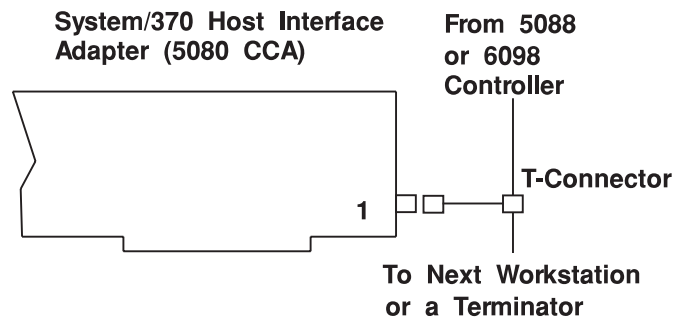 System/370 Host Interface
Adapter (5080 CCA)
From 5088
or 6098
Controller
T-Connector
1
To Next Workstation
or a Terminator